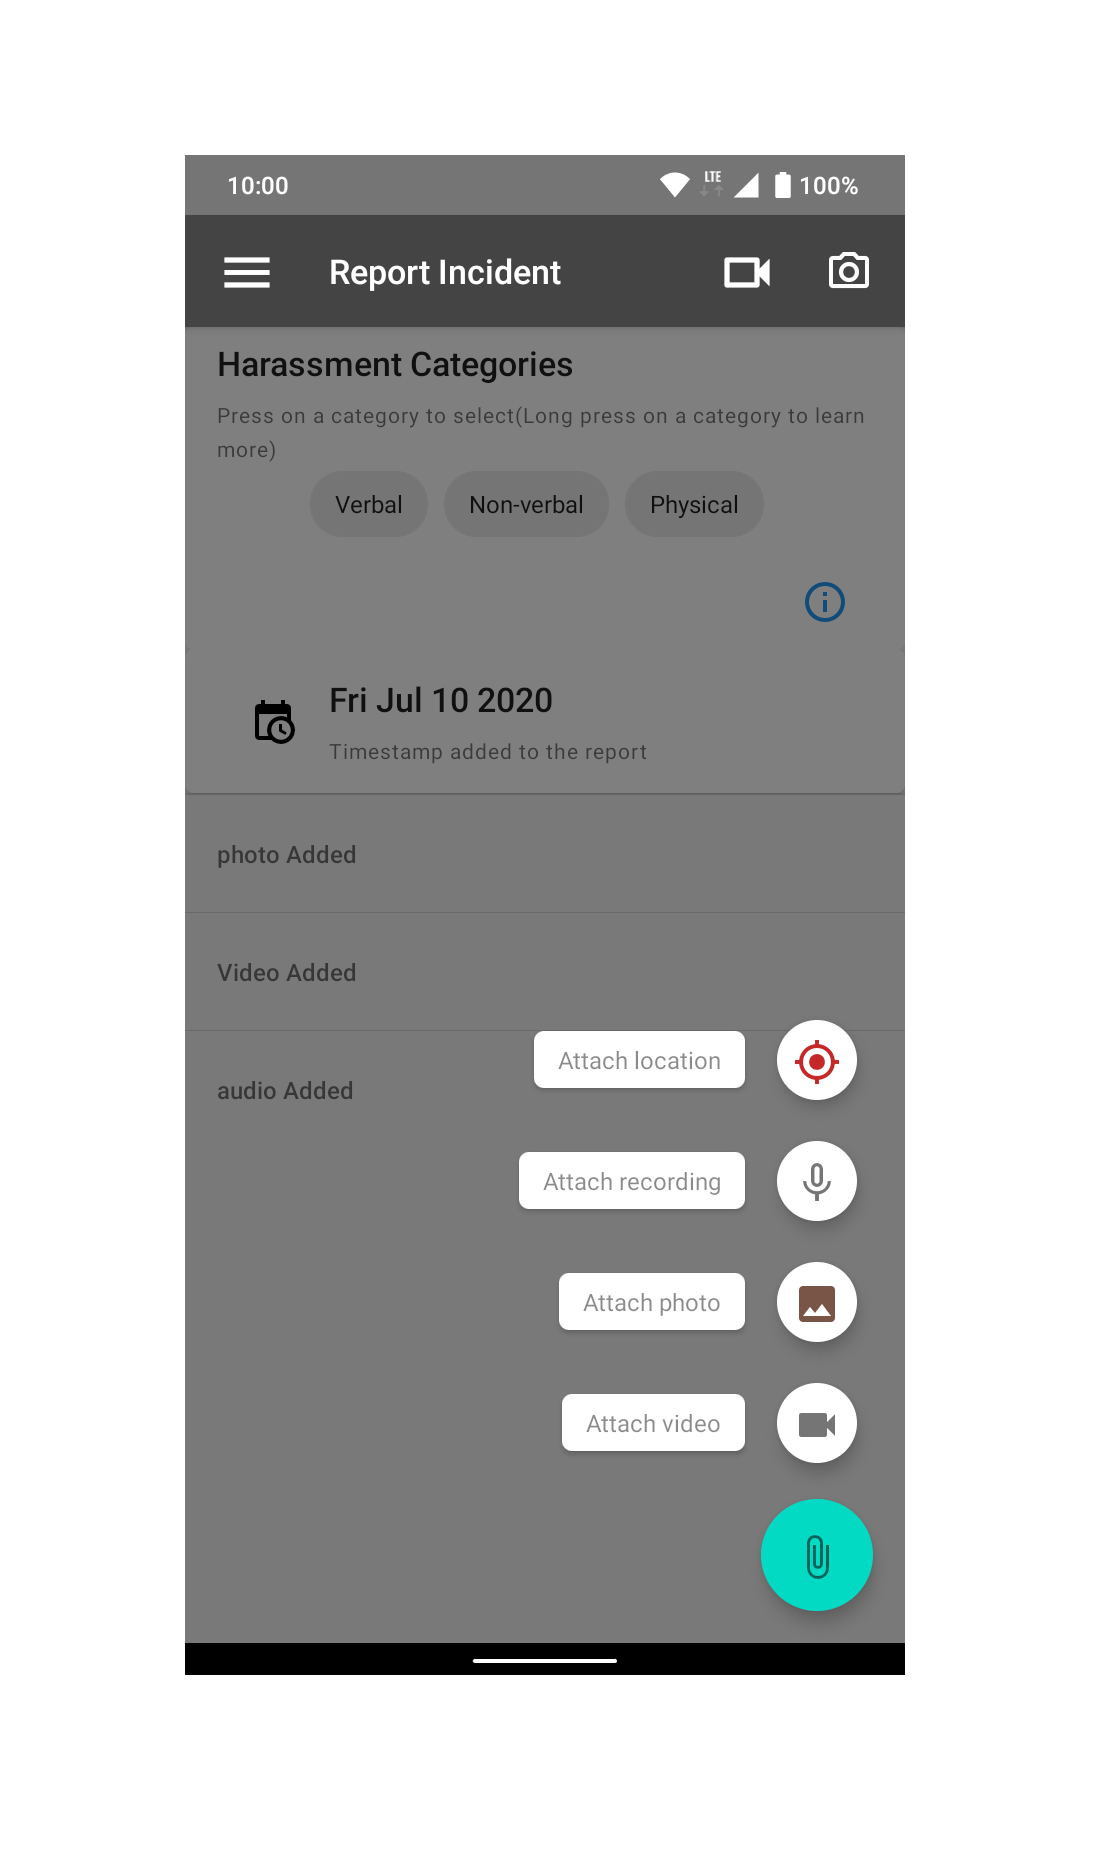 10:00
LTE
100%
Report Incident
Harassment Categories
Press on a category to select(Long press on a category to learn
more)
Verbal
Non-verbal
Physical
Fri Jul 10 2020
Timestamp added to the report
photo Added
Video Added
Attach location
audio Added
Attach recording
Attach photo
Attach video